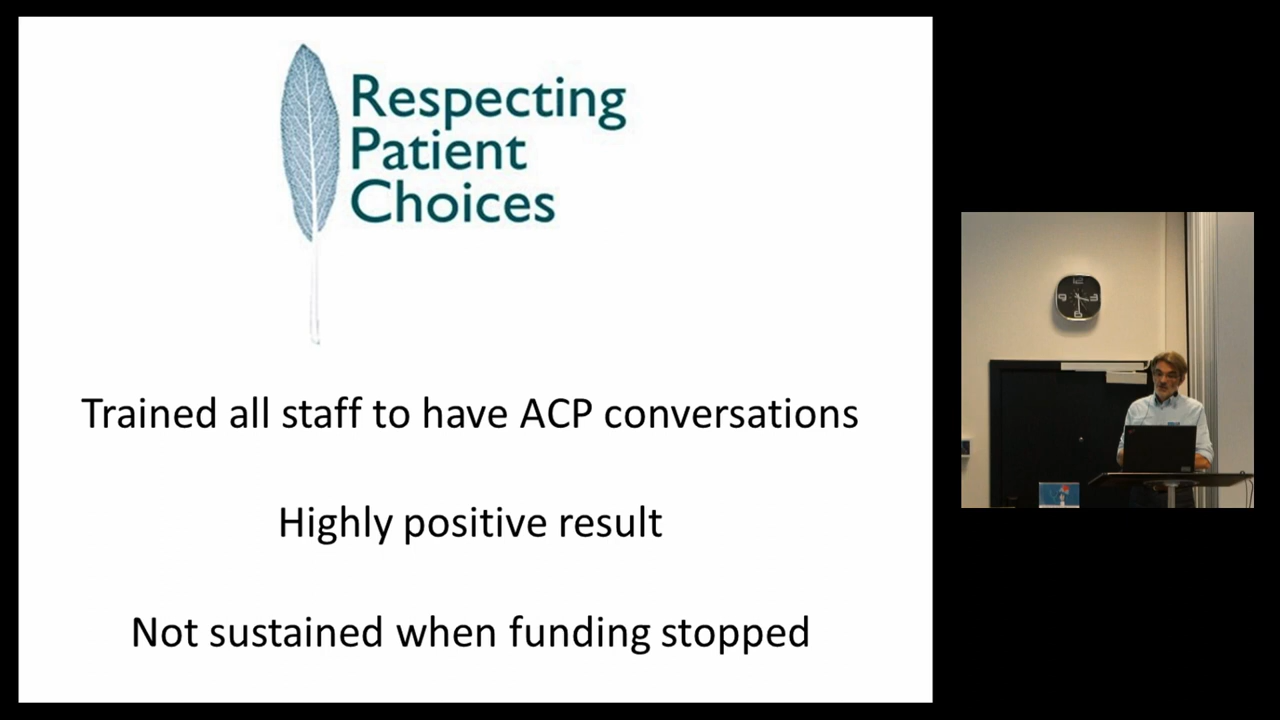 Respecting
Patient
Choices
Trained all staff to have ACP conversations
Highly positive result
Not sustained when funding stopped